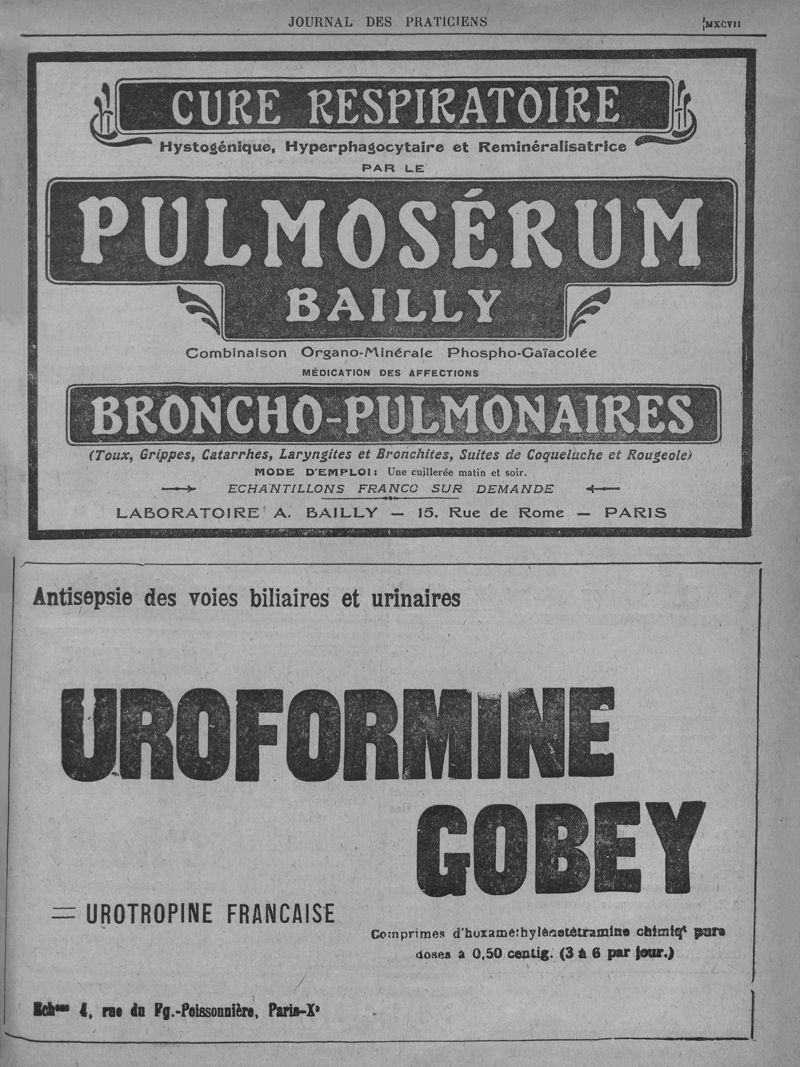 JOURNAL DES PRATICIENS
MXCVII
CURE RESPIRATOIRE
Hystogénique, Hyperphagocytaire et Reminéralisatrice
PAR LE
PULMOSÉRUM
BAILLY
Combinaison Organo-Minérale Phospho-Gaïacolée
MÉDICATION DES AFFECTIONS
BRONCHO-PULMONAIRES
(Toux, Grippes, Catarrhes, Laryngites et Bronchites, Suites de Coqueluche et Rougeole)
MODE D'EMPLOI: Une cuillerée matin et soir.
ECHANTILLONS FRANCO SUR DEMANDE
LABORATOIRE A. BAILLY — 15. Rue de Rome — PARIS
Antisepsie des voies biliaires et urinaires
UROFORMINE
GOBEY
= UROTROPINE FRANCAISE
Comprimes d'hexaméthylènetétramine chimiqt pure
doses à 0,50 centig. (3 à 6 par jour.)
Echons 4, rue du Fg.-Poissonnière, Paris-Xe